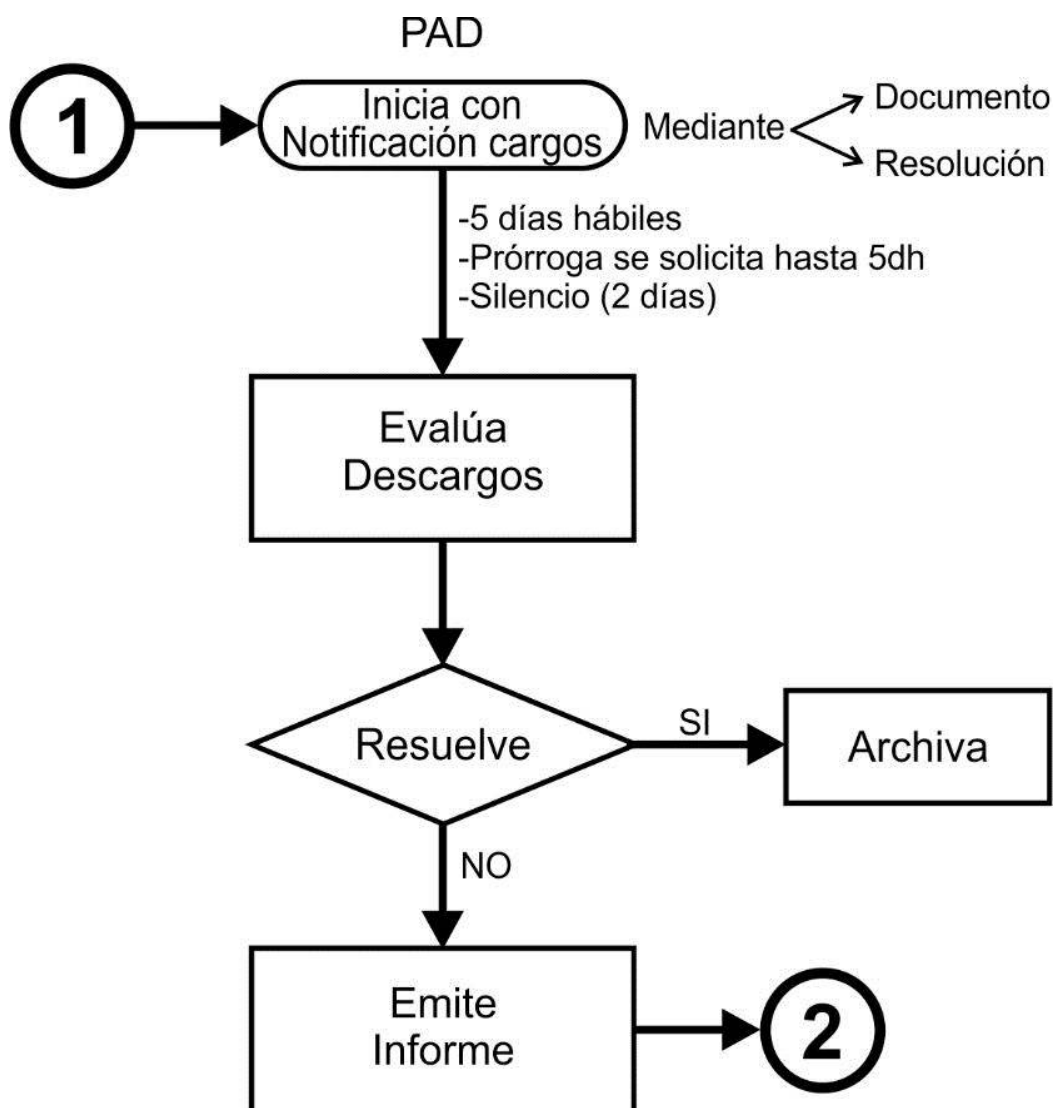 PAD
1
Inicia con
Notificación cargos
Mediante
Documento
Resolución
-5 días hábiles
-Prórroga se solicita hasta 5dh
-Silencio (2 días)
Evalúa
Descargos
Resuelve
SI
Archiva
NO
Emite
Informe
2